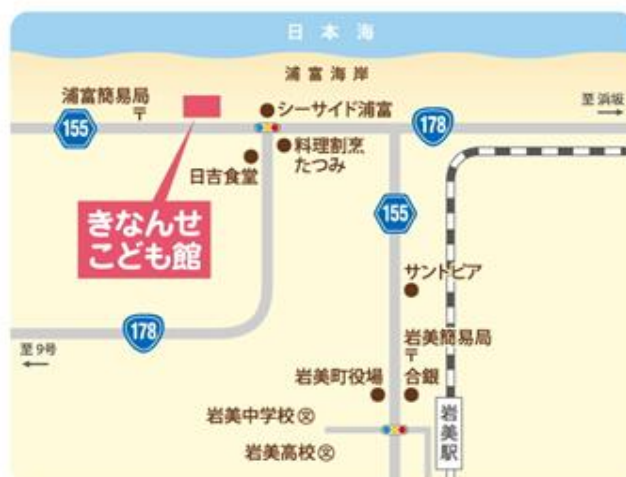 日本海
浦富海岸
浦富簡易局
〒
シーサイド浦富
至 浜坂
155
178
料理割烹
たつみ
日吉食堂
きなんせ
こども館
155
サンドピア
178
至 9号
岩美簡易局
〒
岩美町役場
合銀
岩美中学校 文
岩美駅
岩美高校 文